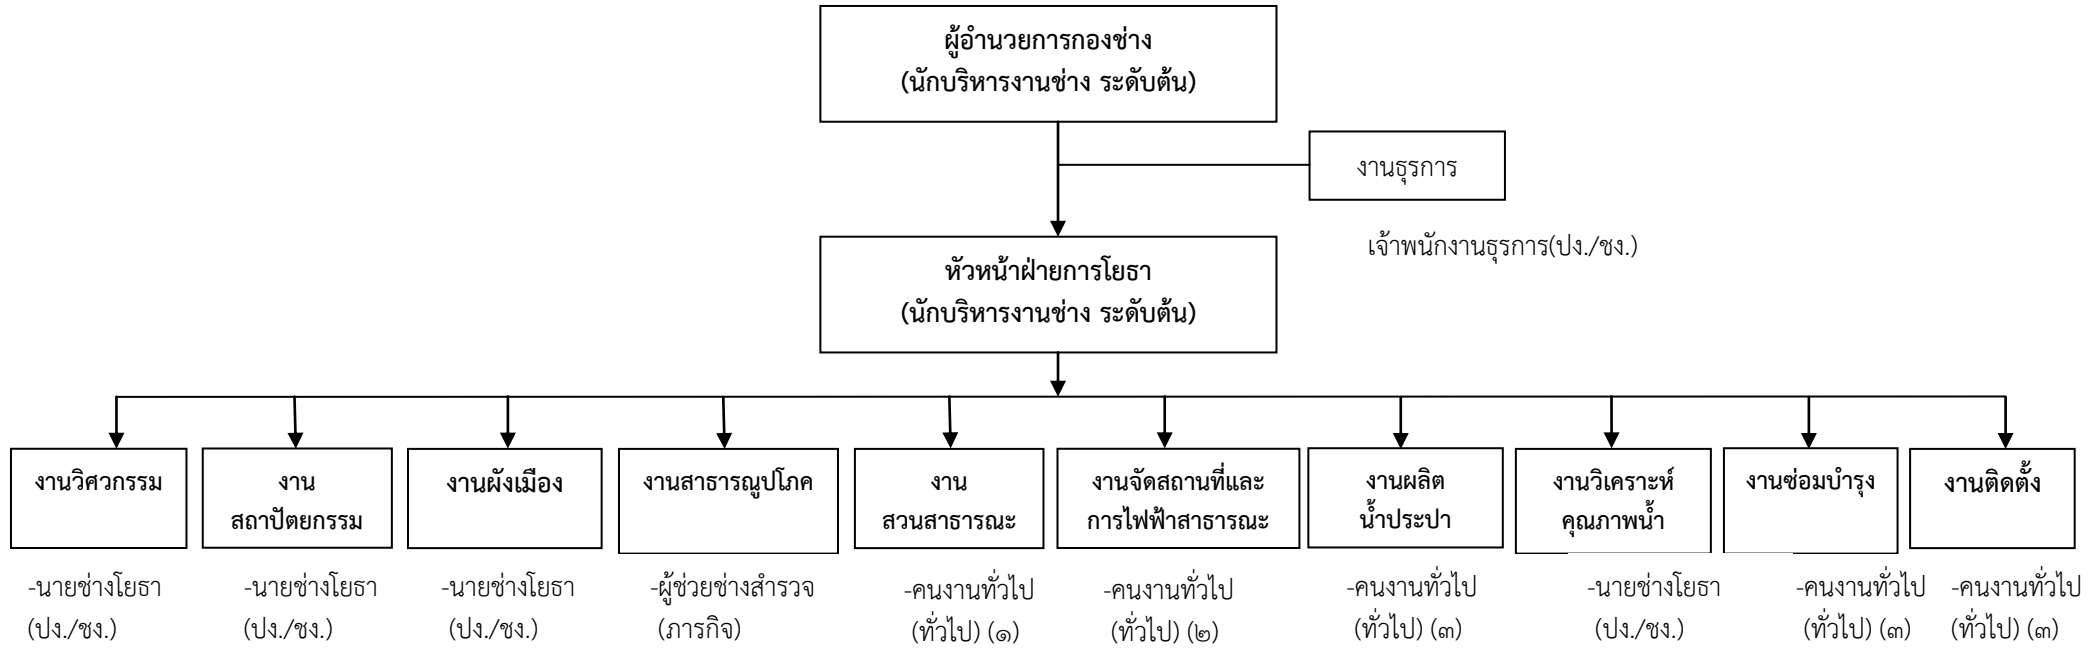 ผู้อำนวยการกองช่าง
(นักบริหารงานช่าง ระดับต้น)
งานธุรการ
เจ้าพนักงานธุรการ(ปง./ชง.)
หัวหน้าฝ่ายการโยธา
(นักบริหารงานช่าง ระดับต้น)
งานวิศวกรรม
งาน
สถาปัตยกรรม
งานผังเมือง
งานสาธารณูปโภค
งาน
สวนสาธารณะ
งานจัดสถานที่และ
การไฟฟ้าสาธารณะ
งานผลิต
น้ำประปา
งานวิเคราะห์
คุณภาพน้ำ
งานซ่อมบำรุง
งานติดตั้ง
-นายช่างโยธา
(ปง./ชง.)
-นายช่างโยธา
(ปง./ชง.)
-นายช่างโยธา
(ปง./ชง.)
-ผู้ช่วยช่างสำรวจ
(ภารกิจ)
-คนงานทั่วไป
(ทั่วไป) (๑)
-คนงานทั่วไป
(ทั่วไป) (๒)
-คนงานทั่วไป
(ทั่วไป) (๓)
-นายช่างโยธา
(ปง./ชง.)
-คนงานทั่วไป
(ทั่วไป) (๓)
-คนงานทั่วไป
(ทั่วไป) (๓)